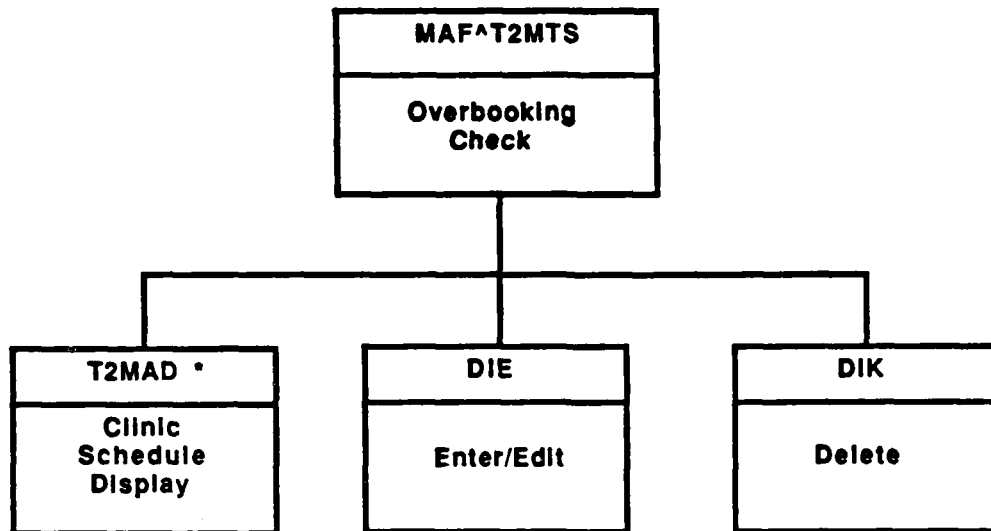 MAF^T2MTS
Overbooking
Check
T2MAD *
Clinic
Schedule
Display
DIE
Enter/Edit
DIK
Delete